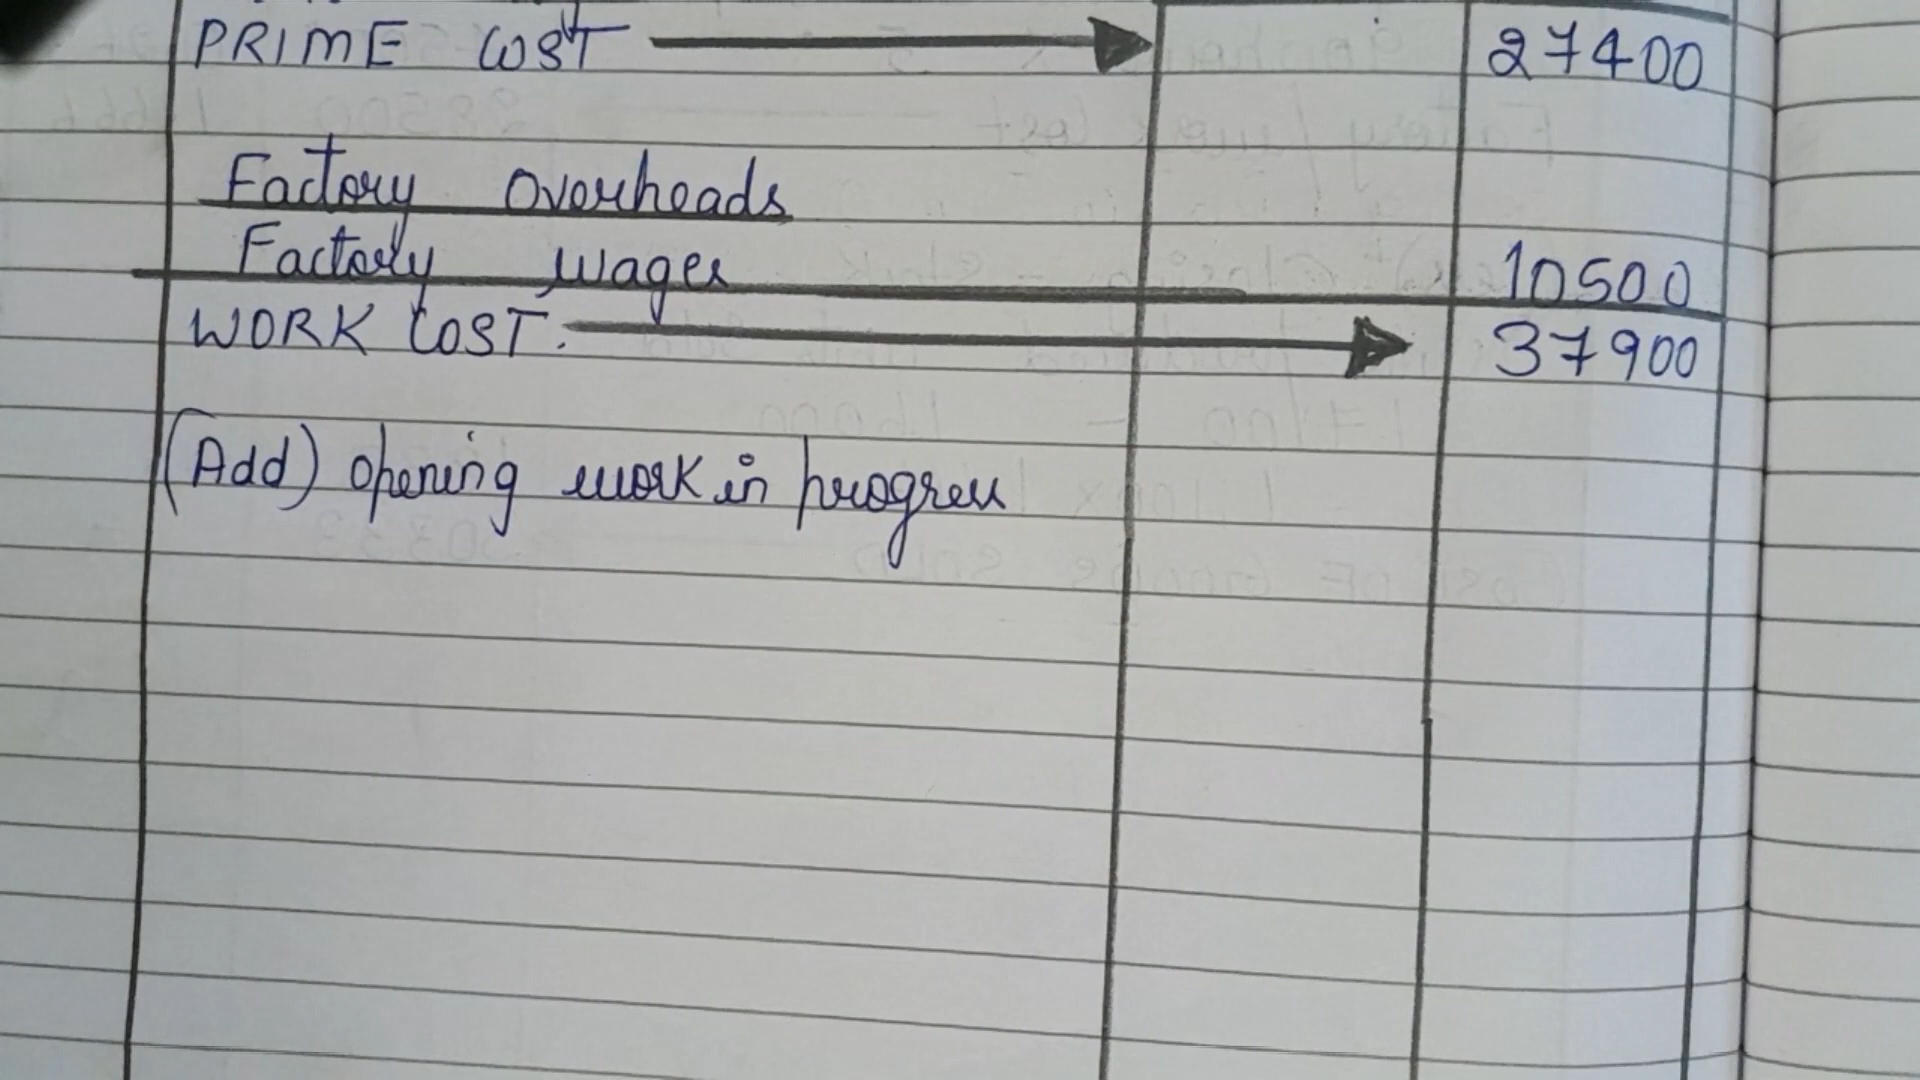 PRIME COST 27400
Factory Overheads
Factory wages 10500
WORK COST. 37900
(Add) opening work in progress